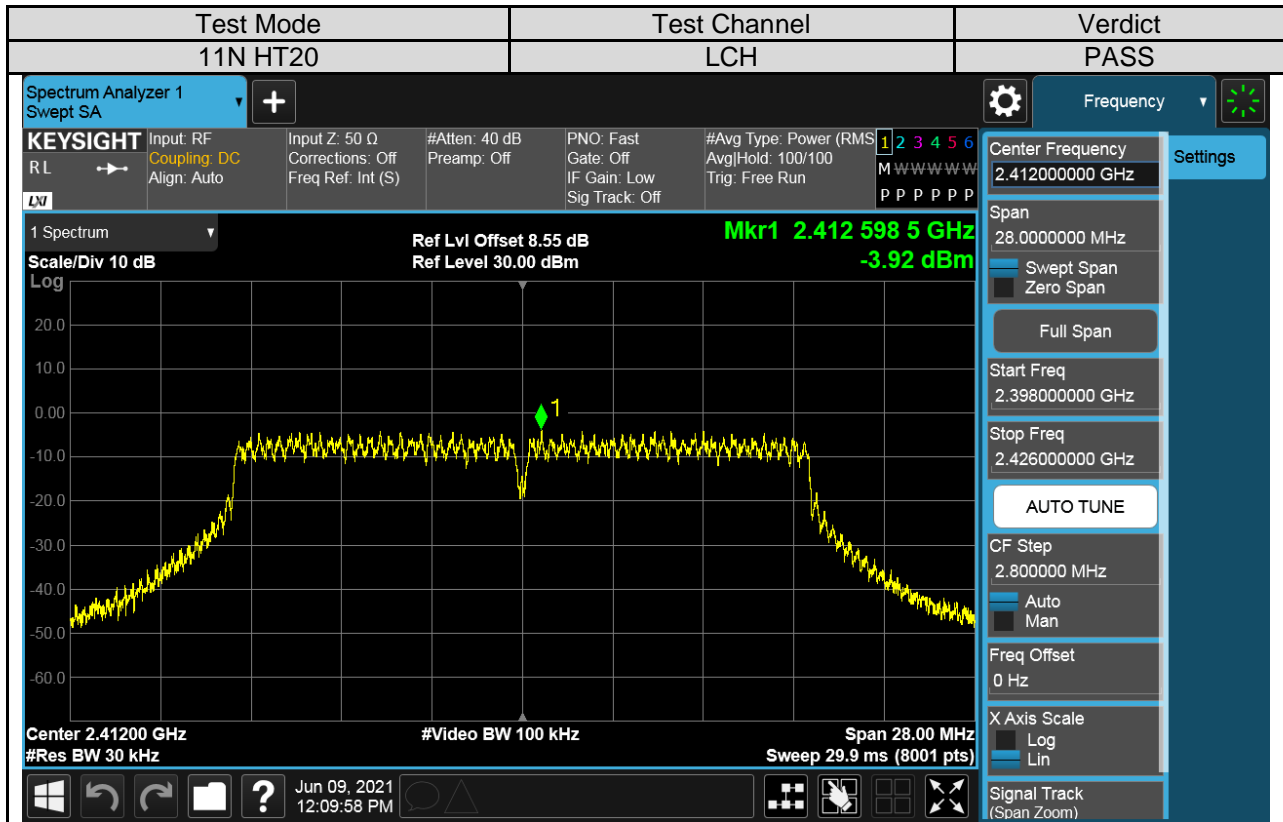 Test Mode Test Channel Verdict
11N HT20 LCH PASS
Spectrum Analyzer 1
Swept SA
Frequency
KEYSIGHT
RL
LXI
Input: RF
Coupling: DC
Align: Auto
Input Z: 50 Ω
Corrections: Off
Freq Ref: Int (S)
#Atten: 40 dB
Preamp: Off
PNO: Fast
Gate: Off
IF Gain: Low
Sig Track: Off
#Avg Type: Power (RMS
Avg|Hold: 100/100
Trig: Free Run
1 2 3 4 5 6
M W W W W W
P P P P P P
1 Spectrum
Scale/Div 10 dB
Ref Lvl Offset 8.55 dB
Ref Level 30.00 dBm
Mkr1 2.412 598 5 GHz
-3.92 dBm
Log
20.0
10.0
0.00
-10.0
-20.0
-30.0
-40.0
-50.0
-60.0
1
Center 2.41200 GHz
#Res BW 30 kHz
#Video BW 100 kHz
Span 28.00 MHz
Sweep 29.9 ms (8001 pts)
Center Frequency
2.412000000 GHz
Span
28.0000000 MHz
Swept Span
Zero Span
Full Span
Start Freq
2.398000000 GHz
Stop Freq
2.426000000 GHz
AUTO TUNE
CF Step
2.800000 MHz
Auto
Man
Freq Offset
0 Hz
X Axis Scale
Log
Lin
Signal Track
(Span Zoom)
Settings
?
Jun 09, 2021
12:09:58 PM